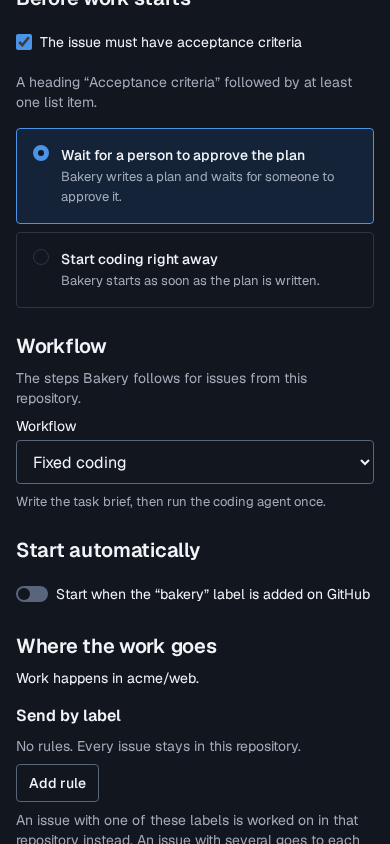 Before work starts
The issue must have acceptance criteria
A heading “Acceptance criteria” followed by at least
one list item.
Wait for a person to approve the plan
Bakery writes a plan and waits for someone to
approve it.
Start coding right away
Bakery starts as soon as the plan is written.
Workflow
The steps Bakery follows for issues from this
repository.
Workflow
Fixed coding
Write the task brief, then run the coding agent once.
Start automatically
Start when the “bakery” label is added on GitHub
Where the work goes
Work happens in acme/web.
Send by label
No rules. Every issue stays in this repository.
Add rule
An issue with one of these labels is worked on in that
repository instead. An issue with several goes to each